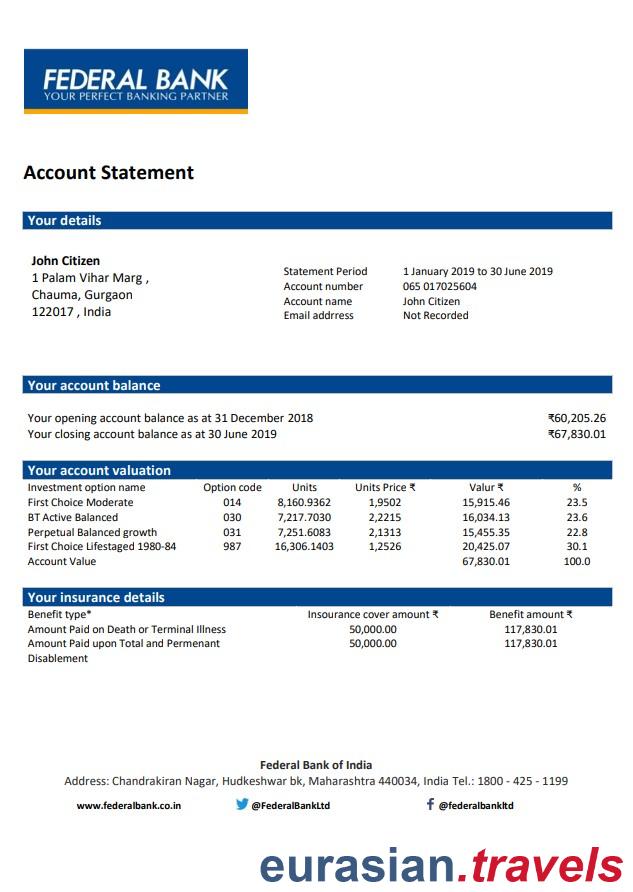 FEDERAL BANK
YOUR PERFECT BANKING PARTNER
Account Statement
Your details
John Citizen
1 Palam Vihar Marg ,
Chauma, Gurgaon
122017 , India
Statement Period 1 January 2019 to 30 June 2019
Account number 065 017025604
Account name John Citizen
Email adrress Not Recorded
Your account balance
Your opening account balance as at 31 December 2018 ₹60,205.26
Your closing account balance as at 30 June 2019 ₹67,830.01
Your account valuation
Investment option name Option code Units Units Price ₹ Valur ₹ %
First Choice Moderate 014 8,160.9362 1,9502 15,915.46 23.5
BT Active Balanced 030 7,217.7030 2,2215 16,034.13 23.6
Perpetual Balanced growth 031 7,251.6083 2,1313 15,455.35 22.8
First Choice Lifestaged 1980-84 987 16,306.1403 1,2526 20,425.07 30.1
Account Value 67,830.01 100.0
Your insurance details
Benefit type* Insourance cover amount ₹ Benefit amount ₹
Amount Paid on Death or Terminal Illness 50,000.00 117,830.01
Amount Paid upon Total and Permenant 50,000.00 117,830.01
Disablement
Federal Bank of India
Address: Chandrakiran Nagar, Hudkeshwar bk, Maharashtra 440034, India Tel.: 1800 - 425 - 1199
www.federalbank.co.in @FederalBankLtd @federalbankltd
eurasian.travels